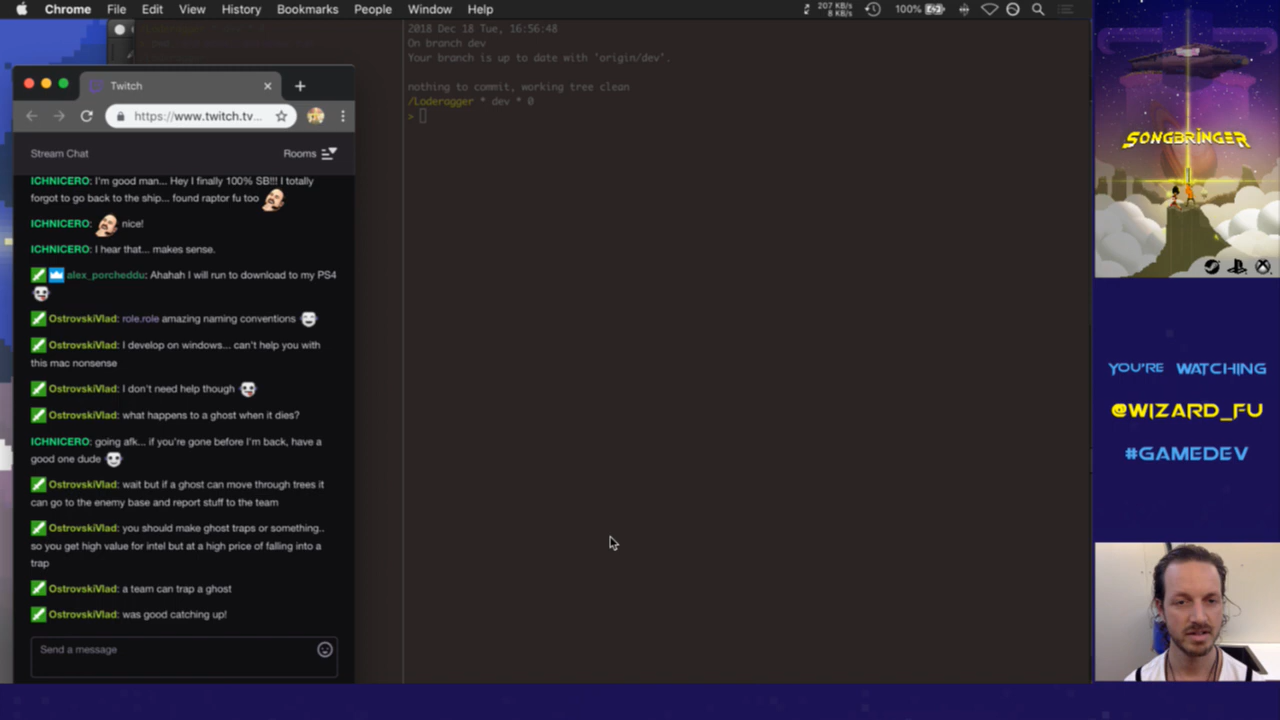 Chrome File Edit View History Bookmarks People Window Help
207 KB/s
8 KB/s
100%
2018 Dec 18 Tue, 16:56:48
On branch dev
Your branch is up to date with 'origin/dev'.
nothing to commit, working tree clean
/Loderagger * dev * 0
>
Twitch
https://www.twitch.tv...
Stream Chat
Rooms
ICHNICERO: I'm good man... Hey I finally 100% SB!!! I totally
forgot to go back to the ship... found raptor fu too
ICHNICERO: nice!
ICHNICERO: I hear that... makes sense.
alex_porcheddu: Ahahah I will run to download to my PS4
OstrovskiVlad: role.role amazing naming conventions
OstrovskiVlad: I develop on windows... can't help you with
this mac nonsense
OstrovskiVlad: I don't need help though
OstrovskiVlad: what happens to a ghost when it dies?
ICHNICERO: going afk... if you're gone before I'm back, have a
good one dude
OstrovskiVlad: wait but if a ghost can move through trees it
can go to the enemy base and report stuff to the team
OstrovskiVlad: you should make ghost traps or something..
so you get high value for intel but at a high price of falling into a
trap
OstrovskiVlad: a team can trap a ghost
OstrovskiVlad: was good catching up!
Send a message
SONGBRINGER
YOU'RE WATCHING
@WIZARD_FU
#GAMEDEV